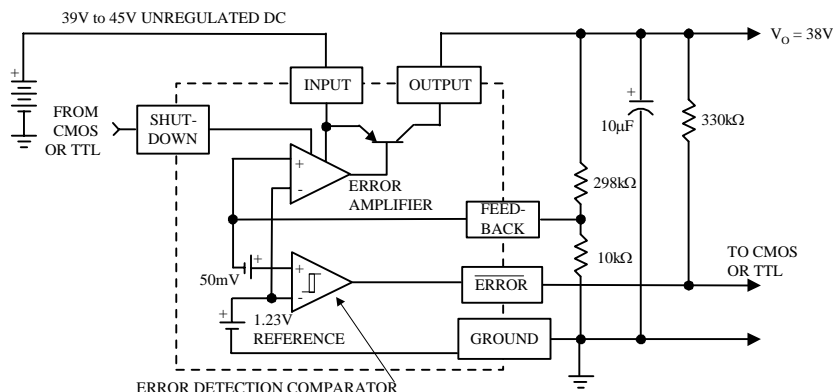 39V to 45V UNREGULATED DC
V_O = 38V
INPUT
OUTPUT
+
FROM
CMOS
OR TTL
SHUT-
DOWN
+
10µF
330kΩ
+
-
ERROR
AMPLIFIER
298kΩ
FEED-
BACK
10kΩ
TO CMOS
OR TTL
+
50mV
+
-
ERROR
+
1.23V
REFERENCE
GROUND
ERROR DETECTION COMPARATOR